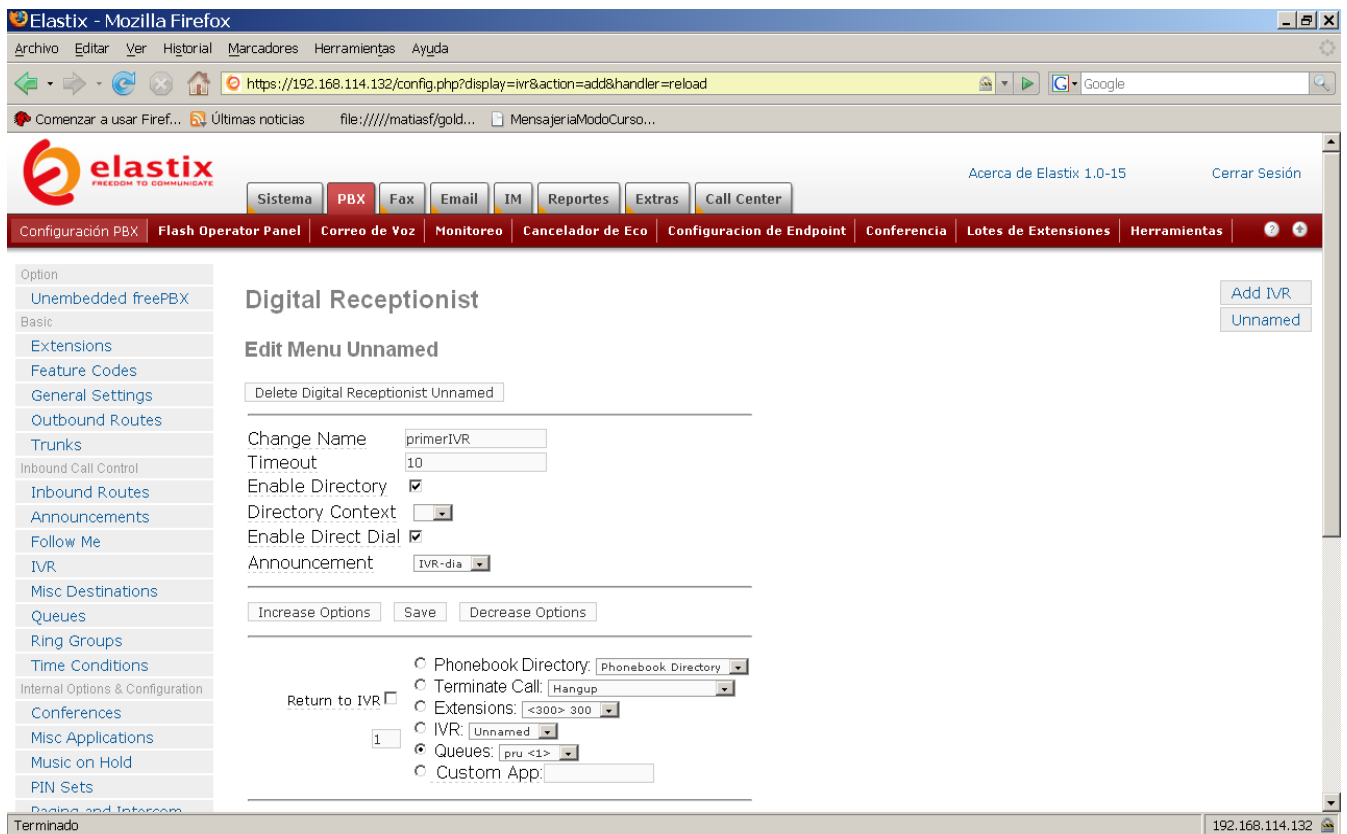 Elastix - Mozilla Firefox
Archivo Editar Ver Historial Marcadores Herramientas Ayuda
https://192.168.114.132/config.php?display=ivr&action=add&handler=reload
G Google
Comenzar a usar Firef... Últimas noticias file://///matiasf/gold... MensajeriaModoCurso...
elastix
FREEDOM TO COMMUNICATE
Acerca de Elastix 1.0-15 Cerrar Sesión
Sistema PBX Fax Email IM Reportes Extras Call Center
Configuración PBX Flash Operator Panel Correo de Voz Monitoreo Cancelador de Eco Configuracion de Endpoint Conferencia Lotes de Extensiones Herramientas
Option
Unembedded freePBX
Basic
Extensions
Feature Codes
General Settings
Outbound Routes
Trunks
Inbound Call Control
Inbound Routes
Announcements
Follow Me
IVR
Misc Destinations
Queues
Ring Groups
Time Conditions
Internal Options & Configuration
Conferences
Misc Applications
Music on Hold
PIN Sets
Paging and Intercom
Digital Receptionist
Add IVR
Unnamed
Edit Menu Unnamed
Delete Digital Receptionist Unnamed
Change Name primerIVR
Timeout 10
Enable Directory
Directory Context
Enable Direct Dial
Announcement IVR-dia
Increase Options Save Decrease Options
Return to IVR
1
Phonebook Directory: Phonebook Directory
Terminate Call: Hangup
Extensions: <300> 300
IVR: Unnamed
Queues: pru <1>
Custom App:
Terminado 192.168.114.132